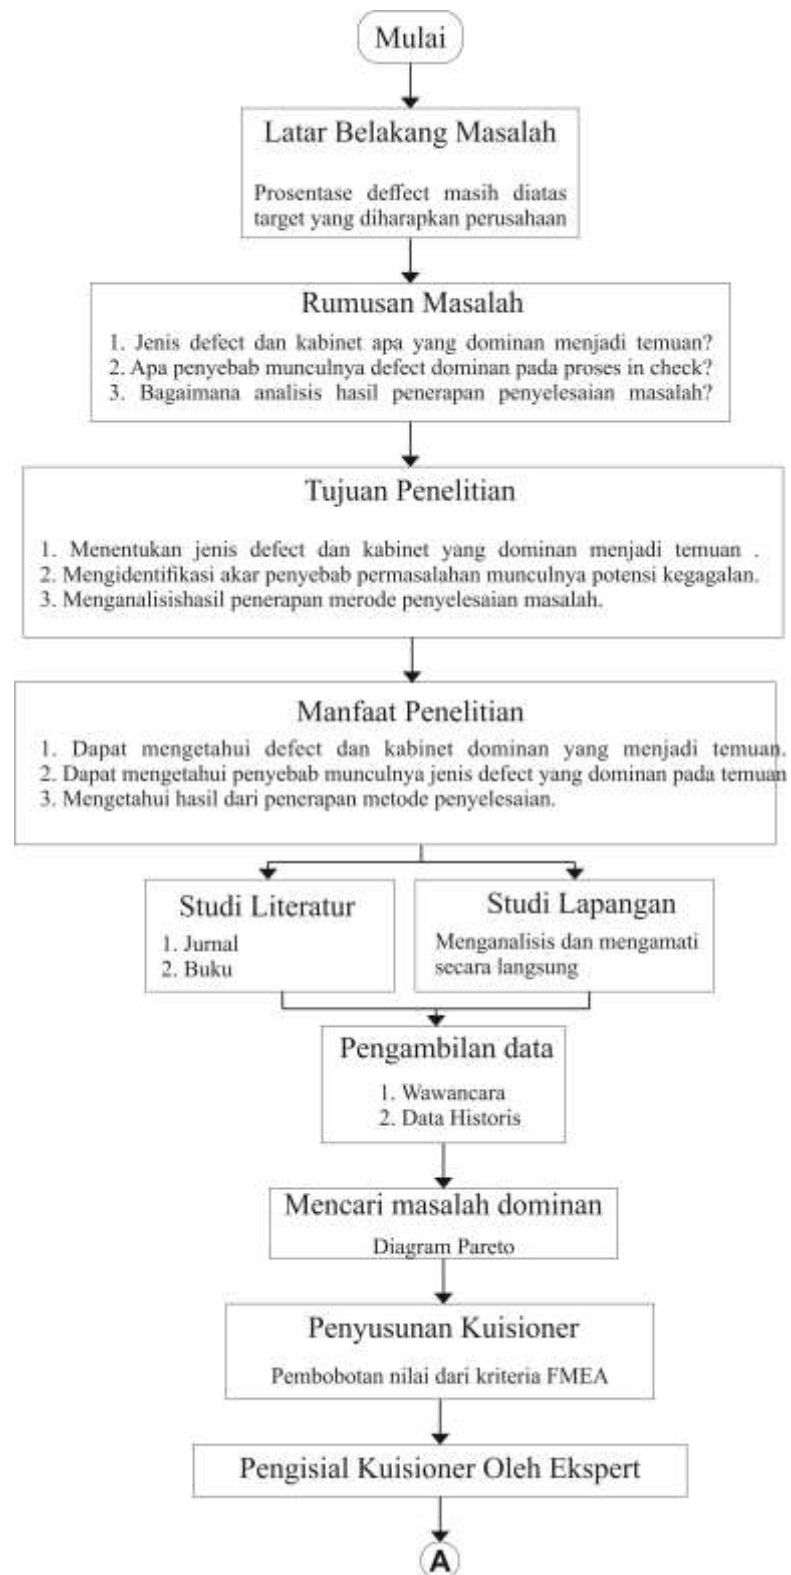 Mulai
Latar Belakang Masalah
Prosentase deffect masih diatas
target yang diharapkan perusahaan
Rumusan Masalah
1. Jenis defect dan kabinet apa yang dominan menjadi temuan?
2. Apa penyebab munculnya defect dominan pada proses in check?
3. Bagaimana analisis hasil penerapan penyelesaian masalah?
Tujuan Penelitian
1. Menentukan jenis defect dan kabinet yang dominan menjadi temuan .
2. Mengidentifikasi akar penyebab permasalahan munculnya potensi kegagalan.
3. Menganalisishasil penerapan merode penyelesaian masalah.
Manfaat Penelitian
1. Dapat mengetahui defect dan kabinet dominan yang menjadi temuan.
2. Dapat mengetahui penyebab munculnya jenis defect yang dominan pada temuan
3. Mengetahui hasil dari penerapan metode penyelesaian.
Studi Literatur
1. Jurnal
2. Buku
Studi Lapangan
Menganalisis dan mengamati
secara langsung
Pengambilan data
1. Wawancara
2. Data Historis
Mencari masalah dominan
Diagram Pareto
Penyusunan Kuisioner
Pembobotan nilai dari kriteria FMEA
Pengisial Kuisioner Oleh Ekspert
A